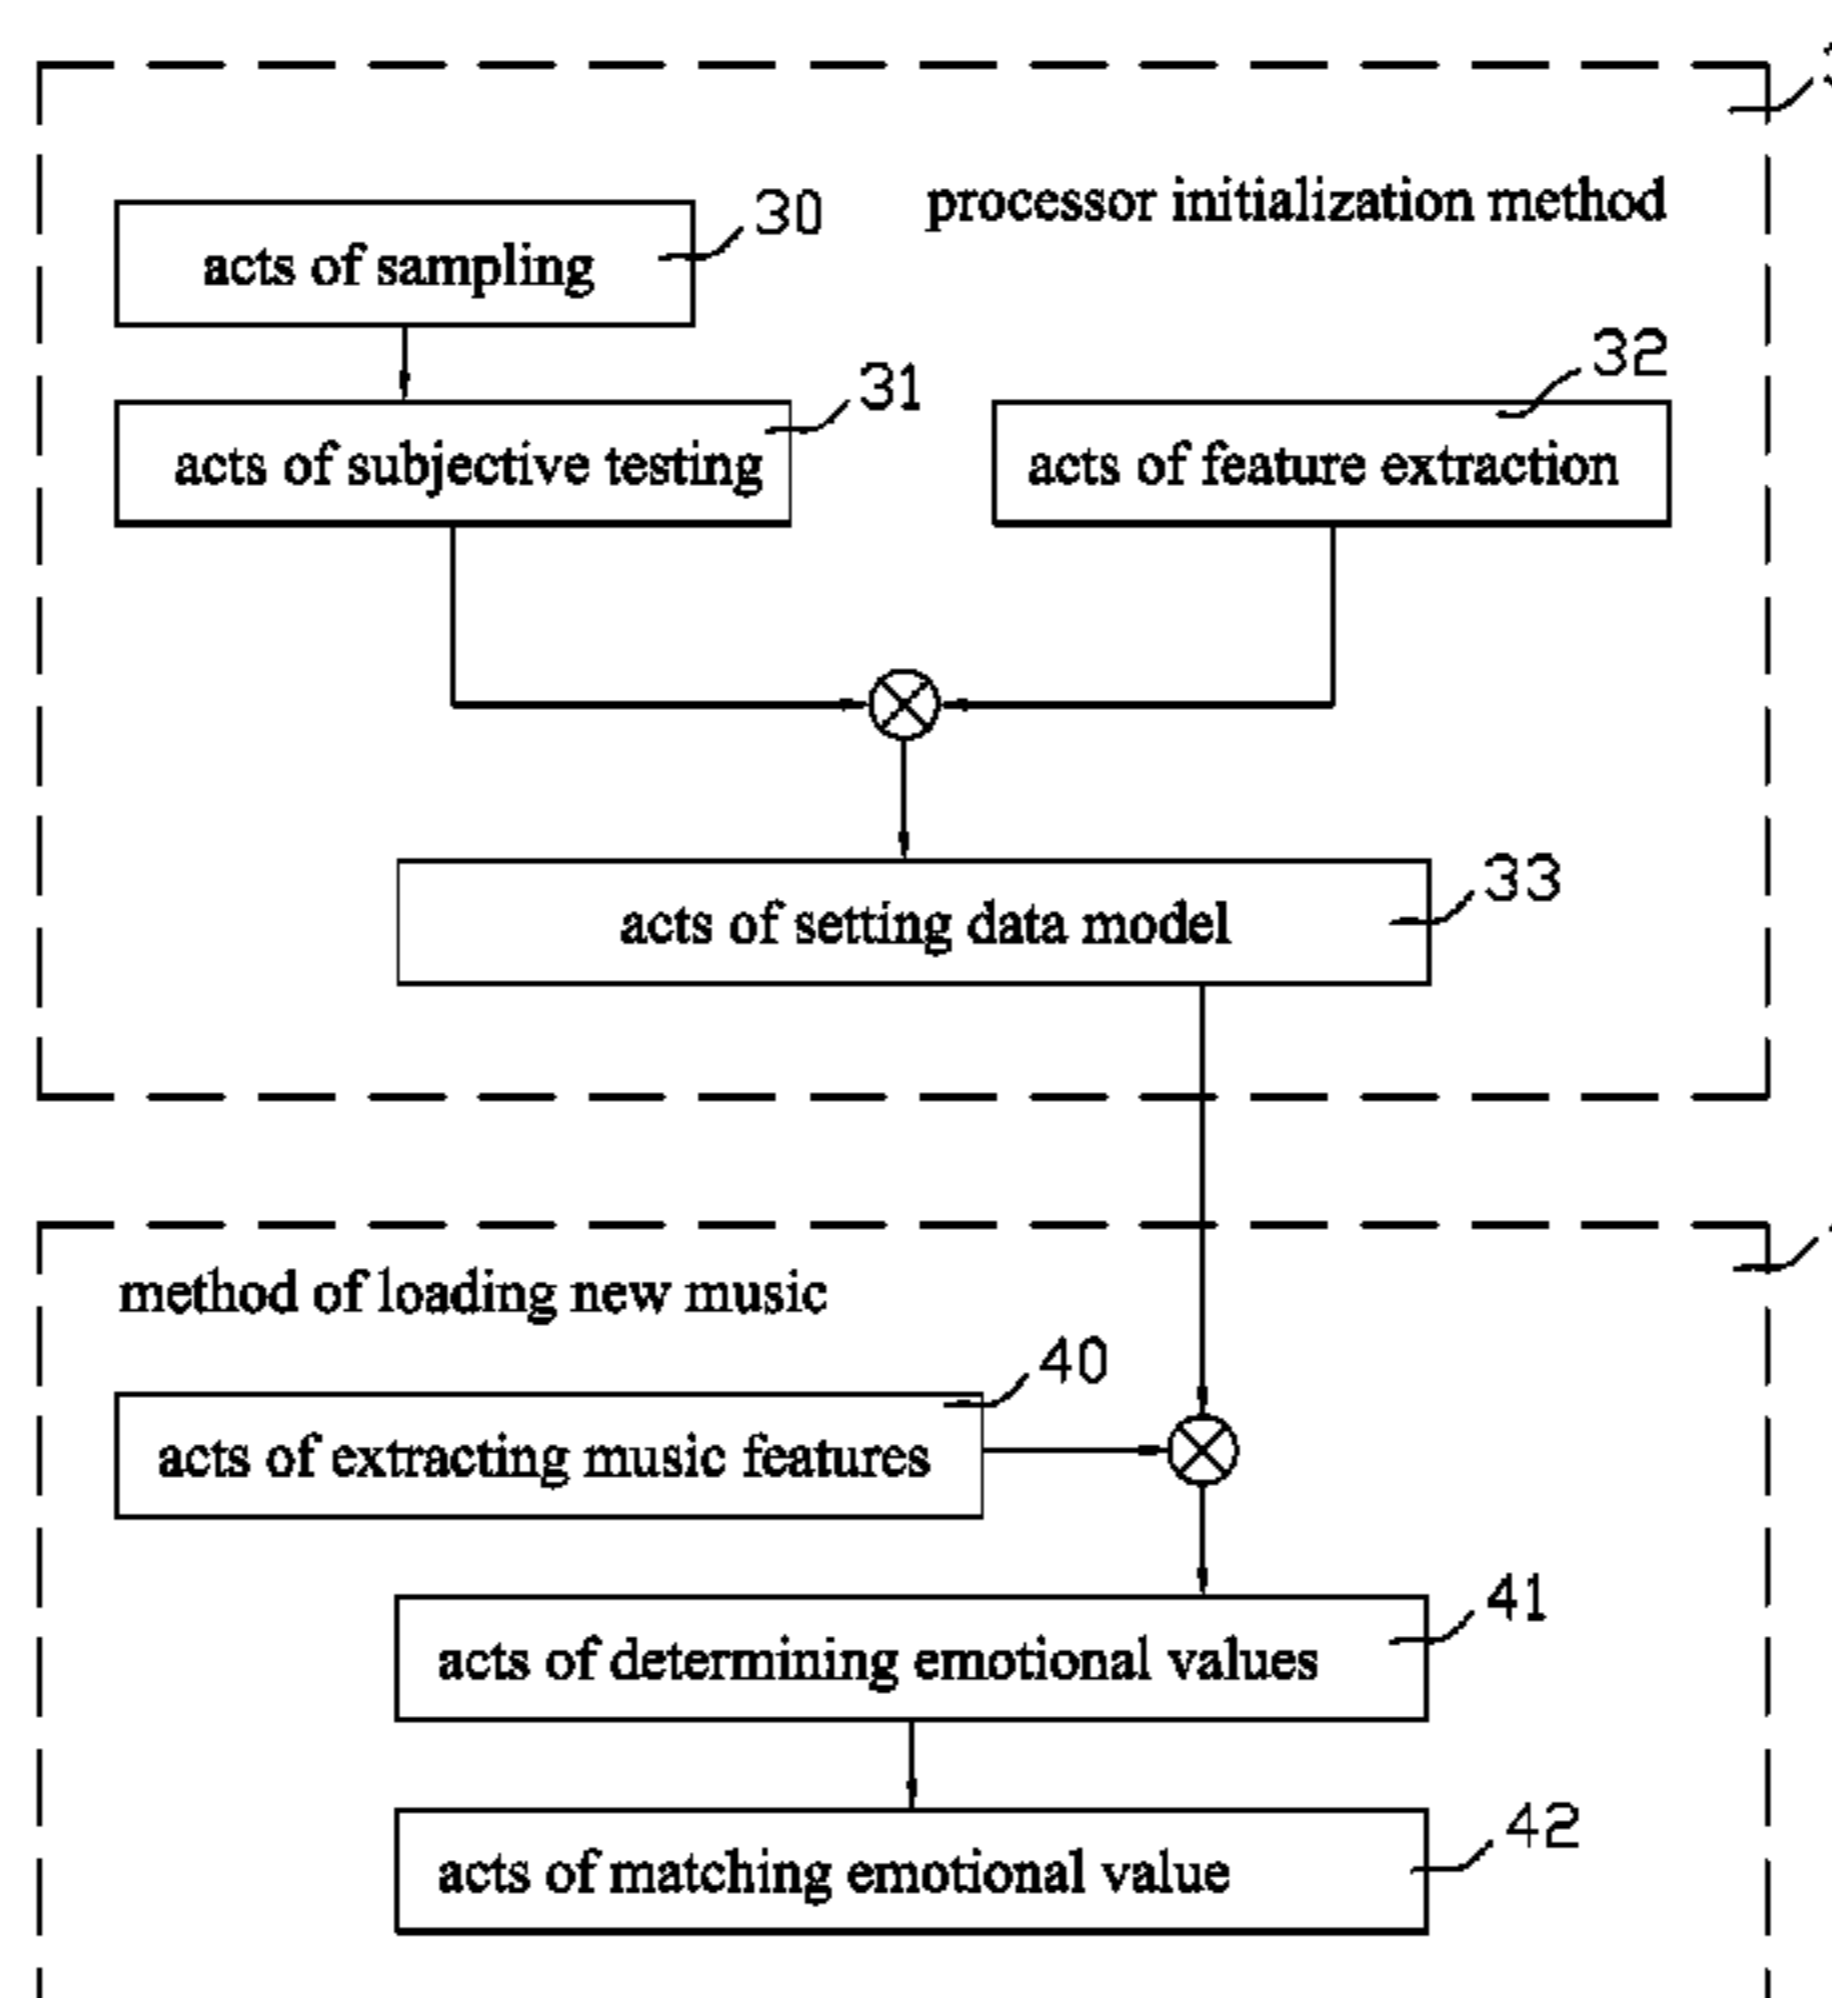 processor initialization method
30
acts of sampling
31
32
acts of subjective testing
acts of feature extraction
33
acts of setting data model
method of loading new music
40
acts of extracting music features
41
acts of determining emotional values
42
acts of matching emotional value